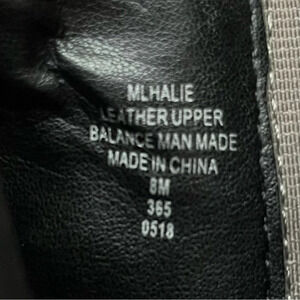 MLHALIE
LEATHER UPPER
BALANCE MAN MADE
MADE IN CHINA
8M
365
0518